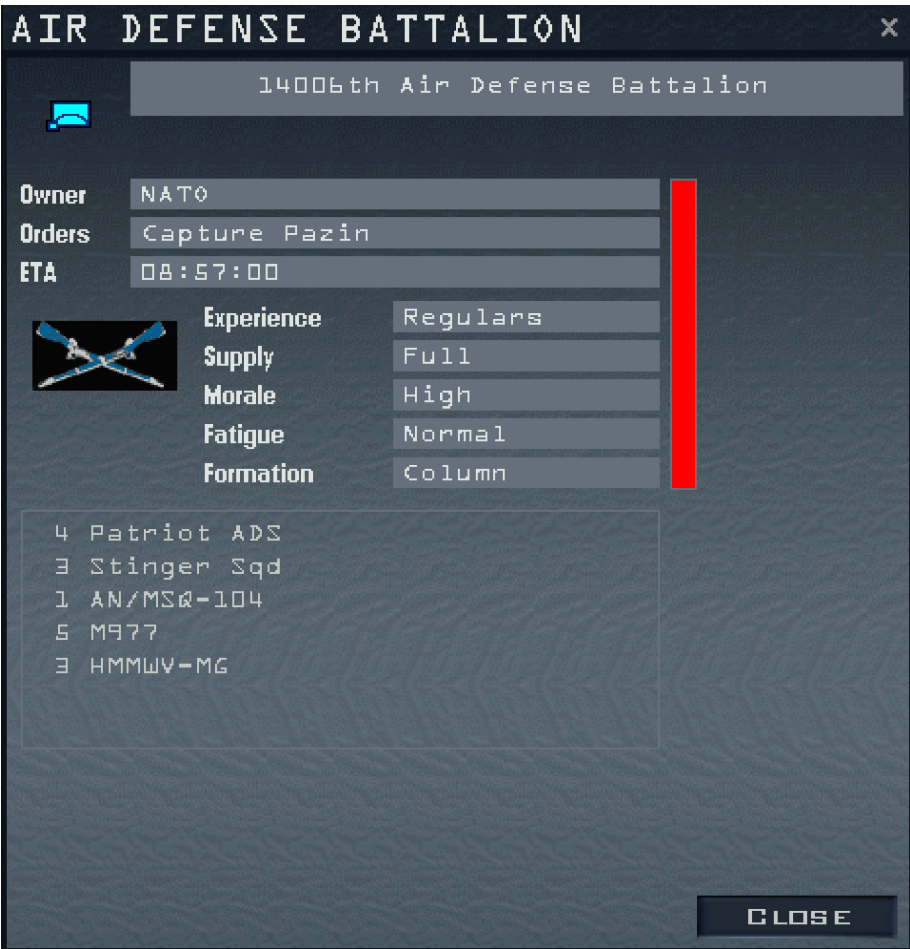 AIR DEFENSE BATTALION X
14006th Air Defense Battalion
Owner NATO
Orders Capture Pazin
ETA 08:57:00
Experience Regulars
Supply Full
Morale High
Fatigue Normal
Formation Column
4 Patriot ADS
3 Stinger Sqd
1 AN/MSQ-104
5 M977
3 HMMWV-MG
CLOSE